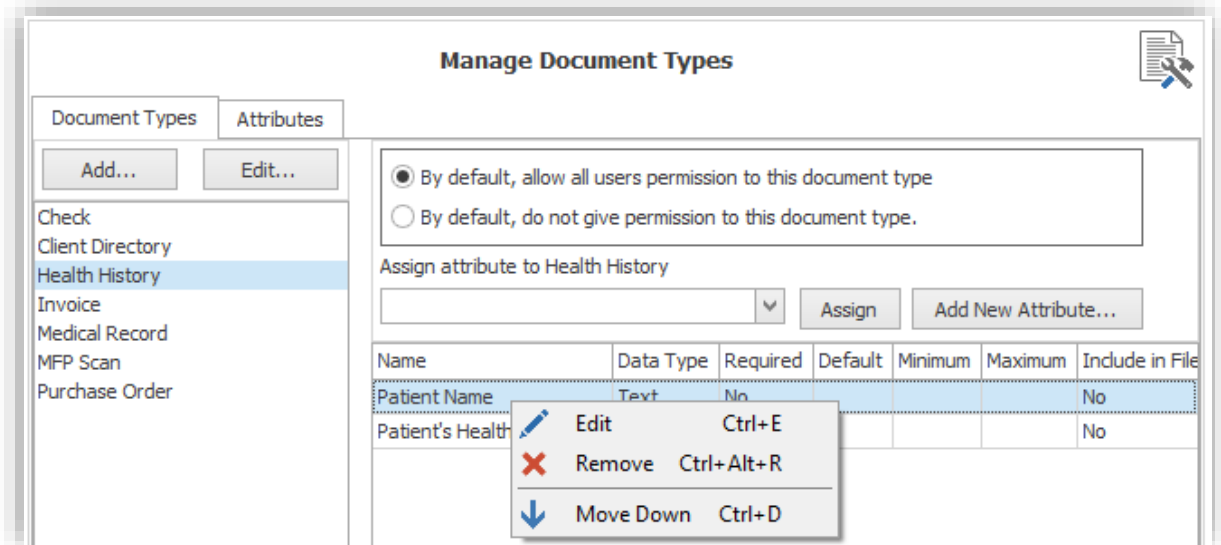 Manage Document Types
Document Types Attributes
Add... Edit...
Check
Client Directory
Health History
Invoice
Medical Record
MFP Scan
Purchase Order
By default, allow all users permission to this document type
By default, do not give permission to this document type.
Assign attribute to Health History
Assign Add New Attribute...
Name Data Type Required Default Minimum Maximum Include in File
Patient Name Text No No
Patient's Health No
Edit Ctrl+E
Remove Ctrl+Alt+R
Move Down Ctrl+D